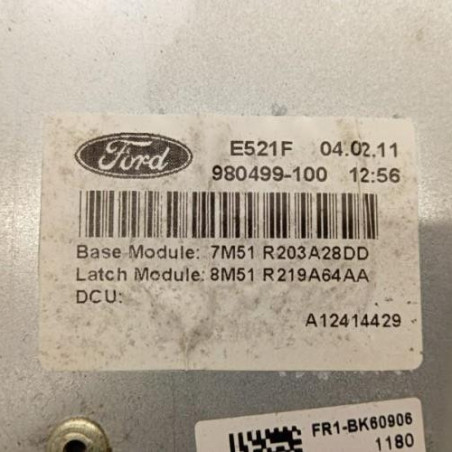 Ford
E521F 04.02.11
980499-100 12:56
Base Module: 7M51 R203A28DD
Latch Module: 8M51 R219A64AA
DCU:
A12414429
FR1-BK60906
1180